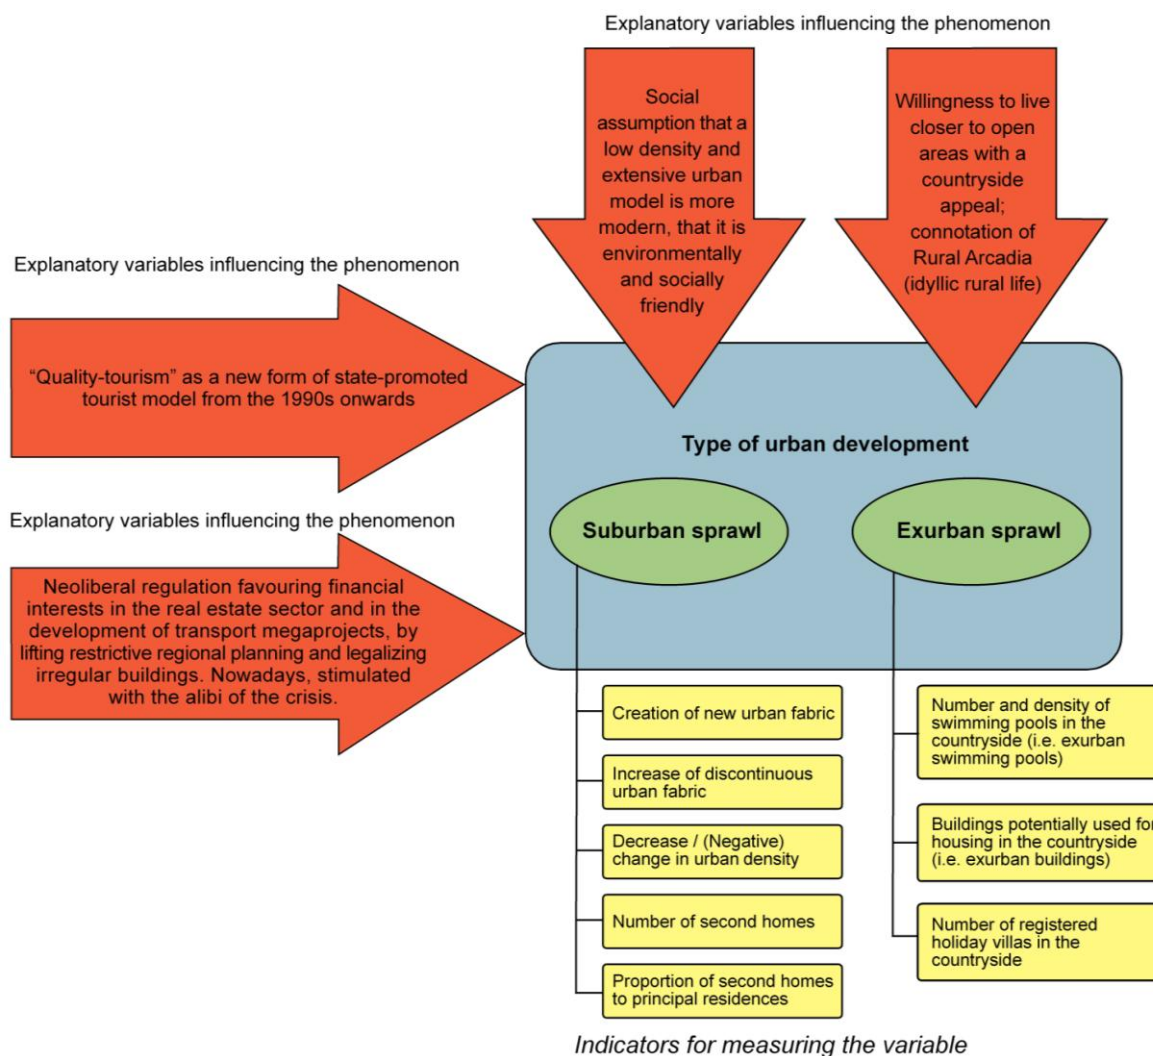 Explanatory variables influencing the phenomenon
Social
assumption that a
low density and
extensive urban
model is more
modern, that it is
environmentally
and socially
friendly
Willingness to live
closer to open
areas with a
countryside
appeal;
connotation of
Rural Arcadia
(idyllic rural life)
Explanatory variables influencing the phenomenon
“Quality-tourism” as a new form of state-promoted
tourist model from the 1990s onwards
Explanatory variables influencing the phenomenon
Neoliberal regulation favouring financial
interests in the real estate sector and in the
development of transport megaprojects, by
lifting restrictive regional planning and legalizing
irregular buildings. Nowadays, stimulated
with the alibi of the crisis.
Type of urban development
Suburban sprawl
Exurban sprawl
Creation of new urban fabric
Increase of discontinuous
urban fabric
Decrease / (Negative)
change in urban density
Number of second homes
Proportion of second homes
to principal residences
Number and density of
swimming pools in the
countryside (i.e. exurban
swimming pools)
Buildings potentially used for
housing in the countryside
(i.e. exurban buildings)
Number of registered
holiday villas in the
countryside
Indicators for measuring the variable